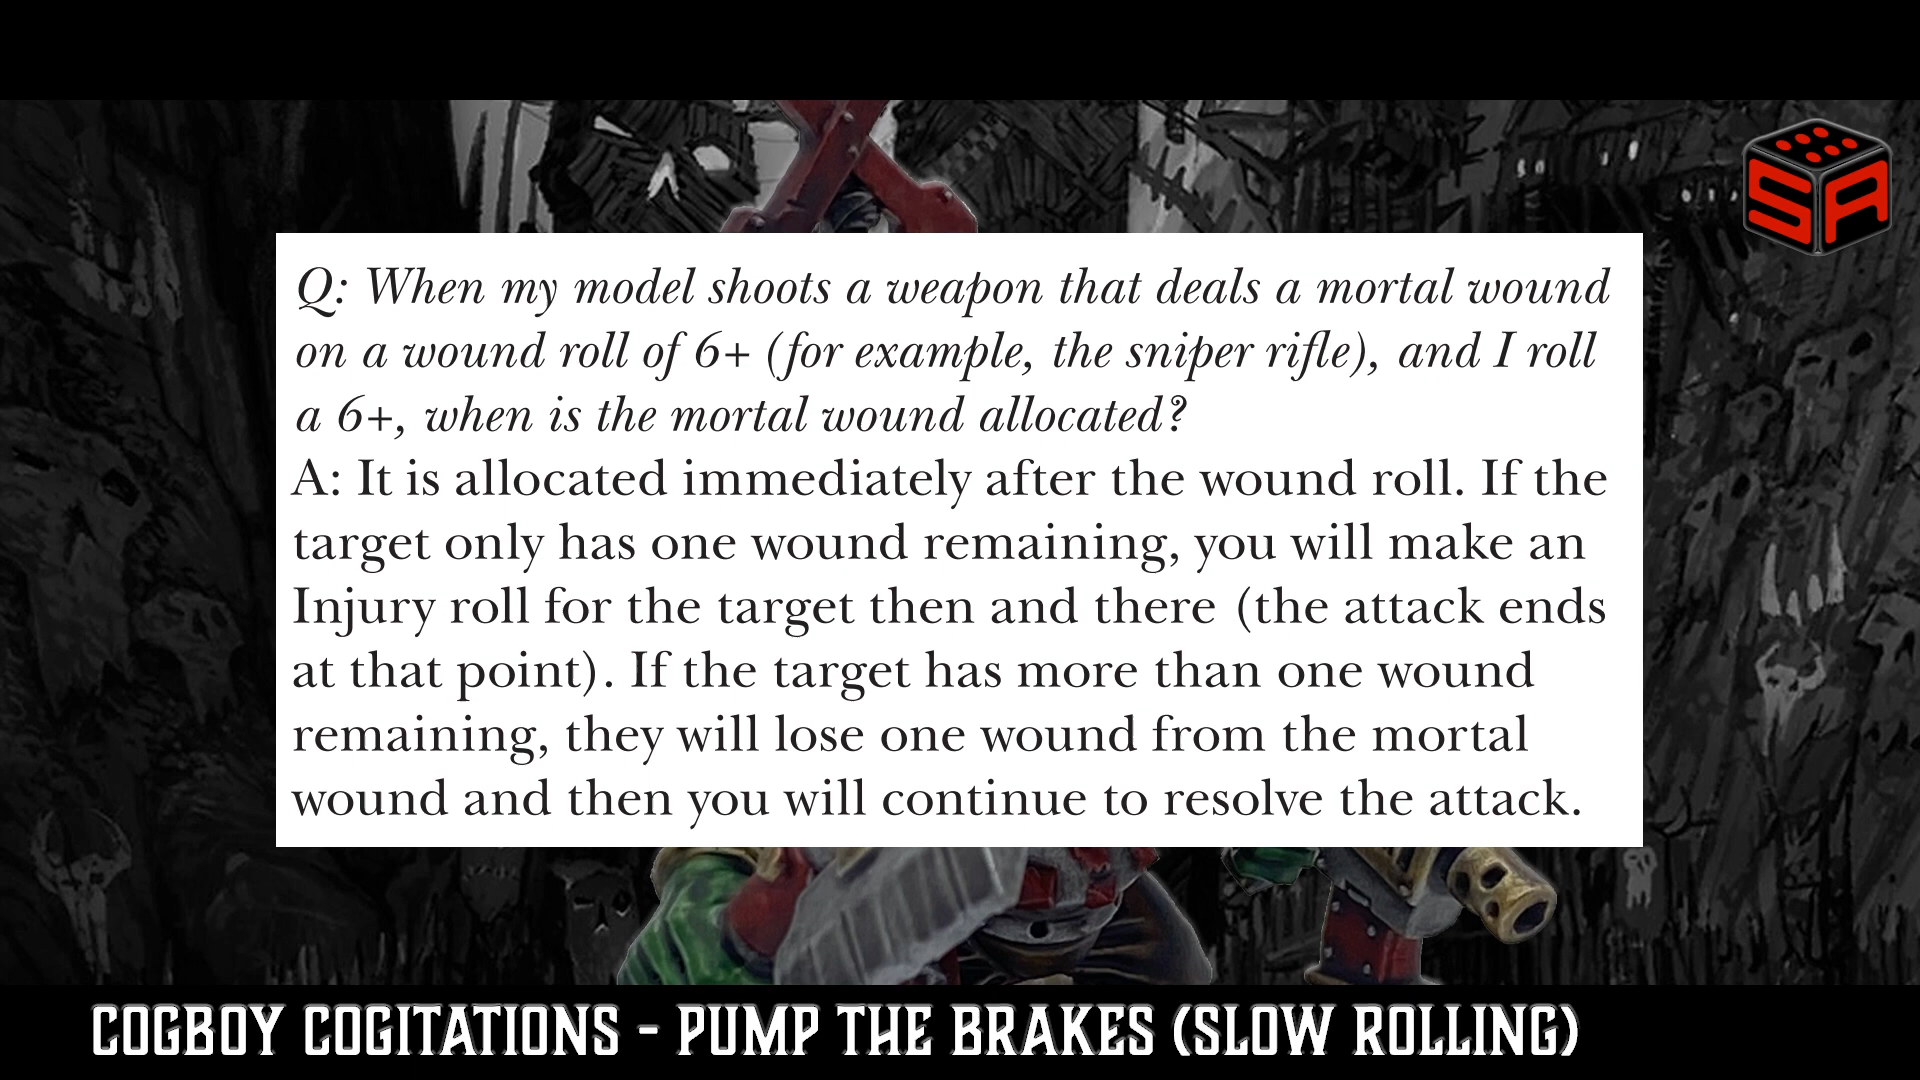 SA
Q: When my model shoots a weapon that deals a mortal wound
on a wound roll of 6+ (for example, the sniper rifle), and I roll
a 6+, when is the mortal wound allocated?
A: It is allocated immediately after the wound roll. If the
target only has one wound remaining, you will make an
Injury roll for the target then and there (the attack ends
at that point). If the target has more than one wound
remaining, they will lose one wound from the mortal
wound and then you will continue to resolve the attack.
COGBOY COGITATIONS - PUMP THE BRAKES (SLOW ROLLING)